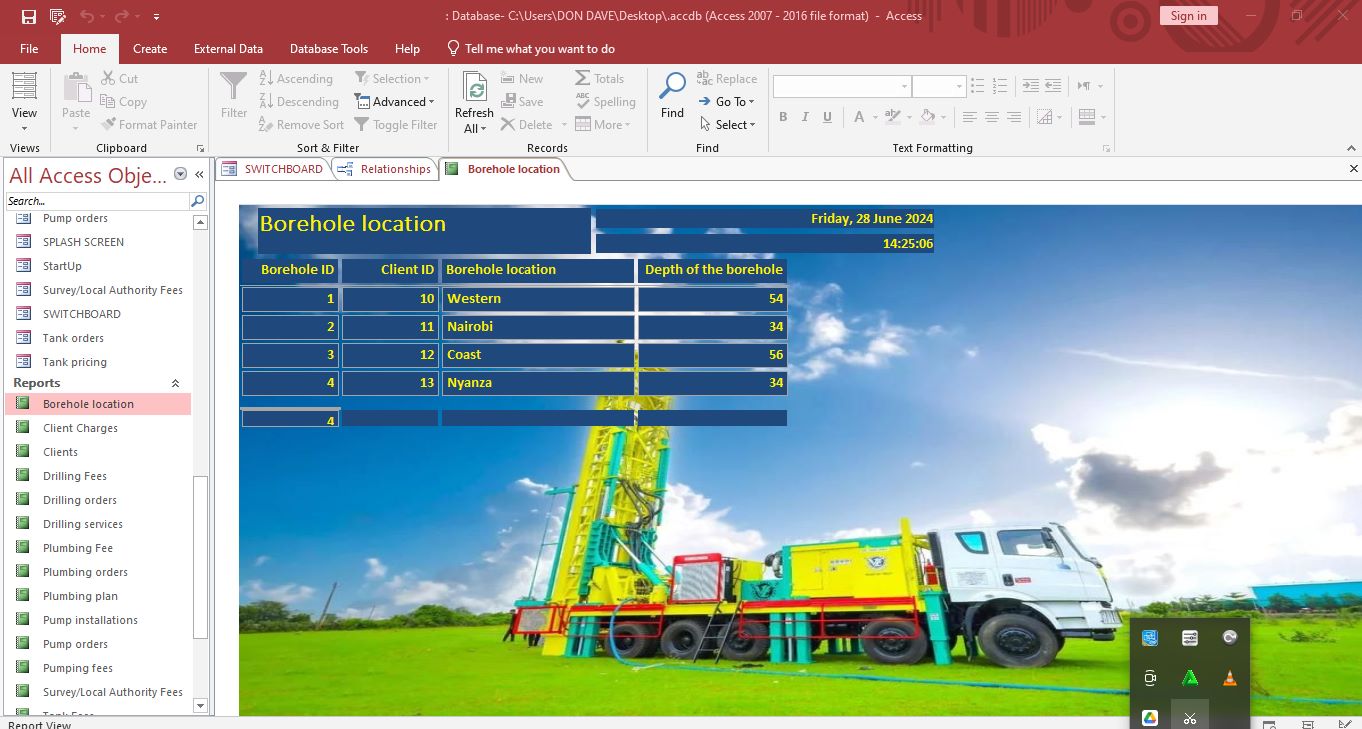 : Database- C:\Users\DON DAVE\Desktop\.accdb (Access 2007 - 2016 file format) - Access
Sign in
File Home Create External Data Database Tools Help Tell me what you want to do
View
Views
Paste
Cut
Copy
Format Painter
Clipboard
Filter
Ascending
Descending
Remove Sort
Selection
Advanced
Toggle Filter
Sort & Filter
Refresh
All
New
Save
Delete
Totals
Spelling
More
Records
Find
Replace
Go To
Select
Find
B I U
A
Text Formatting
All Access Obje...
Search...
Pump orders
SPLASH SCREEN
StartUp
Survey/Local Authority Fees
SWITCHBOARD
Tank orders
Tank pricing
Reports
Borehole location
Client Charges
Clients
Drilling Fees
Drilling orders
Drilling services
Plumbing Fee
Plumbing orders
Plumbing plan
Pump installations
Pump orders
Pumping fees
Survey/Local Authority Fees
Tank Fees
SWITCHBOARD Relationships Borehole location
Borehole location
Friday, 28 June 2024
14:25:06
Borehole ID Client ID Borehole location Depth of the borehole
1 10 Western 54
2 11 Nairobi 34
3 12 Coast 56
4 13 Nyanza 34
4
Report View